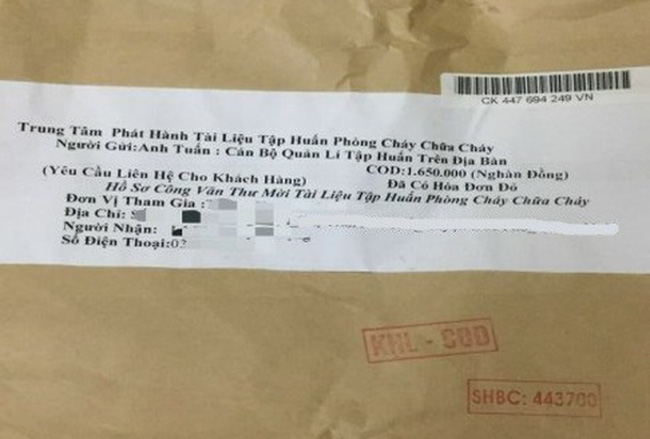 CK 447 694 249 VN
Trung Tâm Phát Hành Tài Liệu Tập Huấn Phòng Cháy Chữa Cháy
Người Gửi:Anh Tuấn : Cán Bộ Quản Lí Tập Huấn Trên Địa Bàn
COD:1.650.000 (Nghàn Đồng)
(Yêu Cầu Liên Hệ Cho Khách Hàng)
Đã Có Hóa Đơn Đỏ
Hồ Sơ Công Văn Thư Mời Tài Liệu Tập Huấn Phòng Cháy Chữa Cháy
Đơn Vị Tham Gia :
Địa Chỉ:
Người Nhận:
Số Điện Thoại:02
KHL - COD
SHBC: 443700